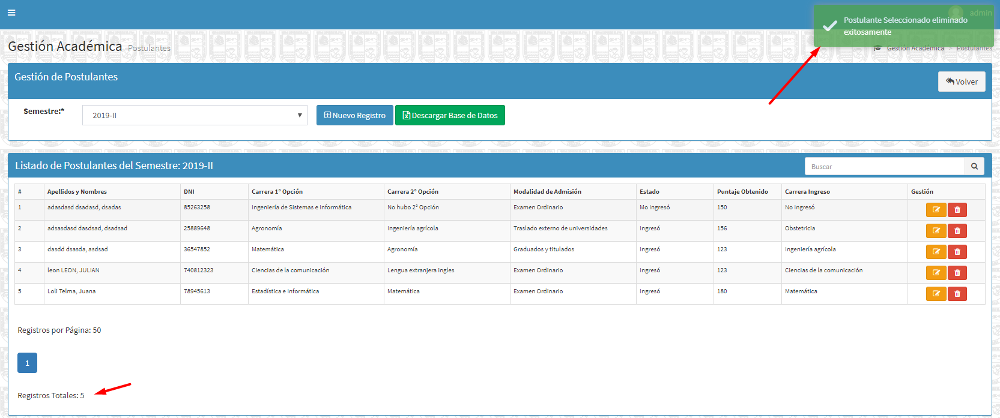 admin
Postulante Seleccionado eliminado
exitosamente
Gestión Académica Postulantes
Gestión Académica > Postulantes
Gestión de Postulantes
Volver
Semestre:* 2019-II Nuevo Registro Descargar Base de Datos
Listado de Postulantes del Semestre: 2019-II Buscar
# Apellidos y Nombres DNI Carrera 1° Opción Carrera 2° Opción Modalidad de Admisión Estado Puntaje Obtenido Carrera Ingreso Gestión
1 adasdasd dsadasd, dsadas 85263258 Ingeniería de Sistemas e Informática No hubo 2° Opción Examen Ordinario Mo Ingresó 150 No Ingresó
2 adsasdasd dasdsad, dsadsad 25889648 Agronomía Ingeniería agrícola Traslado externo de universidades Ingresó 156 Obstetricia
3 dasdd dsasda, asdsad 36547852 Matemática Agronomía Graduados y titulados Ingresó 123 Ingeniería agrícola
4 leon LEON, JULIAN 740812323 Ciencias de la comunicación Lengua extranjera ingles Examen Ordinario Ingresó 123 Ciencias de la comunicación
5 Loli Telma, Juana 78945613 Estadística e Informática Matemática Examen Ordinario Ingresó 180 Matemática
Registros por Página: 50
1
Registros Totales: 5